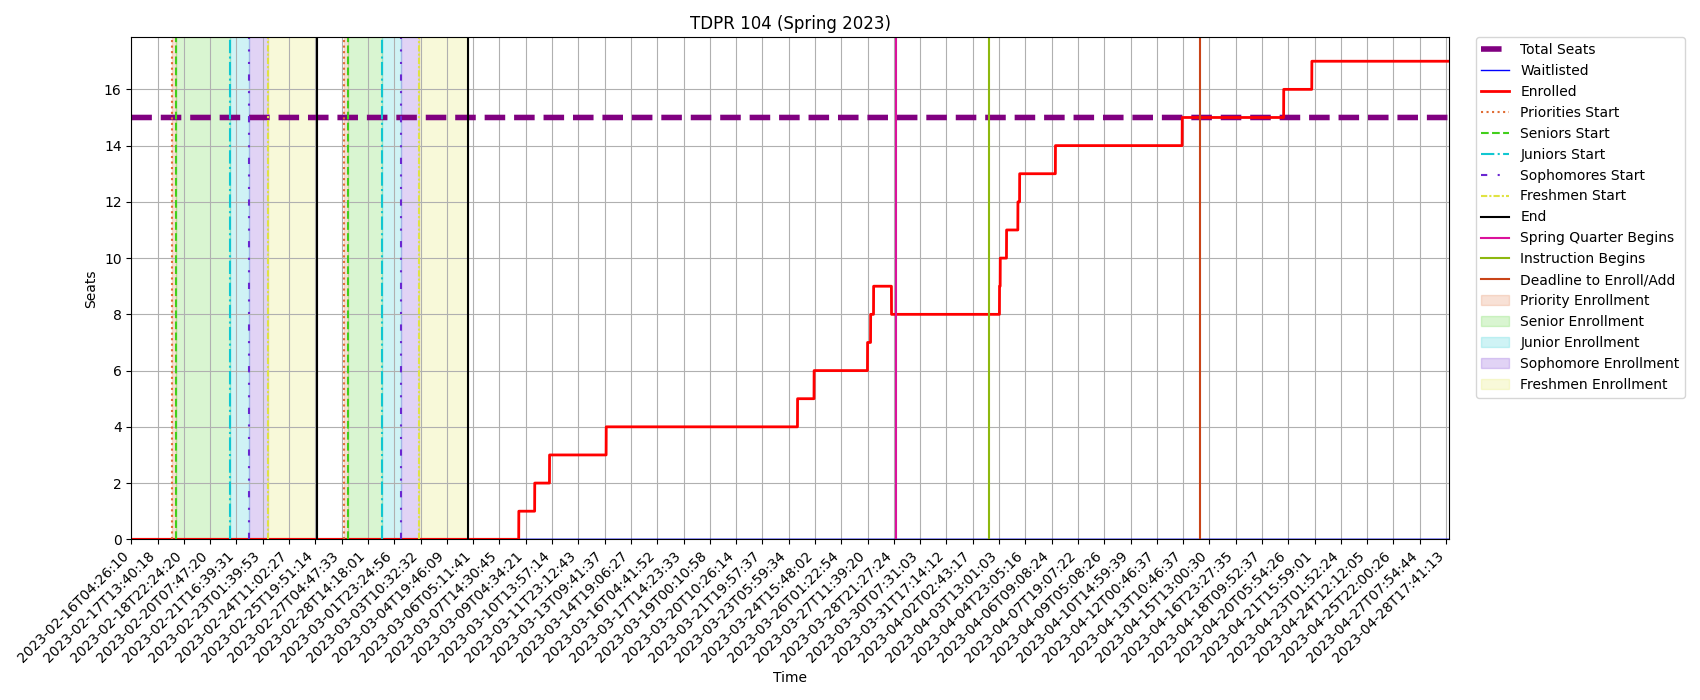 TDPR 104 (Spring 2023)
Seats
16
14
12
10
8
6
4
2
0
2023-02-16T04:26:10
2023-02-17T13:40:18
2023-02-18T22:24:20
2023-02-20T07:47:20
2023-02-21T16:39:31
2023-02-23T01:39:53
2023-02-24T11:02:27
2023-02-25T19:51:14
2023-02-27T04:47:33
2023-02-28T14:18:01
2023-03-01T23:24:56
2023-03-03T10:32:32
2023-03-04T19:46:09
2023-03-06T05:11:41
2023-03-07T14:30:45
2023-03-09T04:34:21
2023-03-10T13:57:14
2023-03-11T23:12:43
2023-03-13T09:41:37
2023-03-14T19:06:27
2023-03-16T04:41:52
2023-03-17T14:23:33
2023-03-19T00:10:58
2023-03-20T10:26:14
2023-03-21T19:57:37
2023-03-23T05:59:34
2023-03-24T15:48:02
2023-03-26T01:22:54
2023-03-27T11:39:20
2023-03-28T21:27:24
2023-03-30T07:31:03
2023-03-31T17:14:12
2023-04-02T02:43:17
2023-04-03T13:01:03
2023-04-04T23:05:16
2023-04-06T09:08:24
2023-04-07T19:07:22
2023-04-09T05:08:26
2023-04-10T14:59:39
2023-04-12T00:46:37
2023-04-13T10:46:37
2023-04-15T13:00:30
2023-04-16T23:27:35
2023-04-18T09:52:37
2023-04-20T05:54:26
2023-04-21T15:59:01
2023-04-23T01:52:24
2023-04-24T12:12:05
2023-04-25T22:00:26
2023-04-27T07:54:44
2023-04-28T17:41:13
Time
Total Seats
Waitlisted
Enrolled
Priorities Start
Seniors Start
Juniors Start
Sophomores Start
Freshmen Start
End
Spring Quarter Begins
Instruction Begins
Deadline to Enroll/Add
Priority Enrollment
Senior Enrollment
Junior Enrollment
Sophomore Enrollment
Freshmen Enrollment